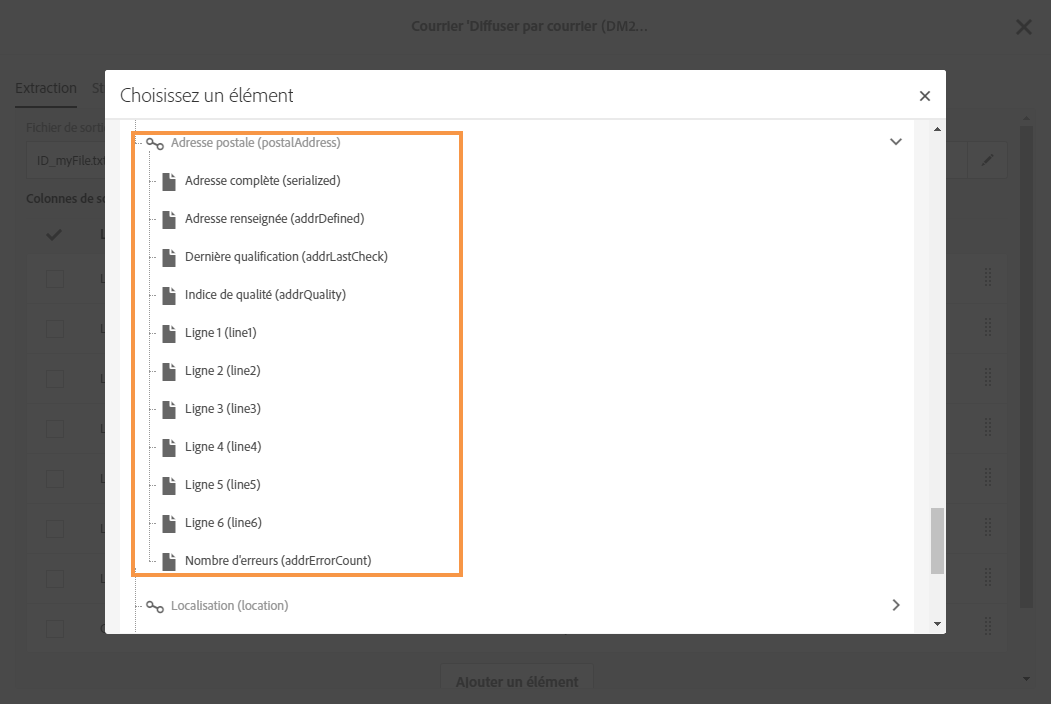 Courrier 'Diffuser par courrier (DM2...
Extraction
Fichier de sortie
ID_myFile.txt
Colonnes de
Choisissez un élément
Adresse postale (postalAddress)
Adresse complète (serialized)
Adresse renseignée (addrDefined)
Dernière qualification (addrLastCheck)
Indice de qualité (addrQuality)
Ligne 1 (line1)
Ligne 2 (line2)
Ligne 3 (line3)
Ligne 4 (line4)
Ligne 5 (line5)
Ligne 6 (line6)
Nombre d'erreurs (addrErrorCount)
Localisation (location)
Ajouter un élément